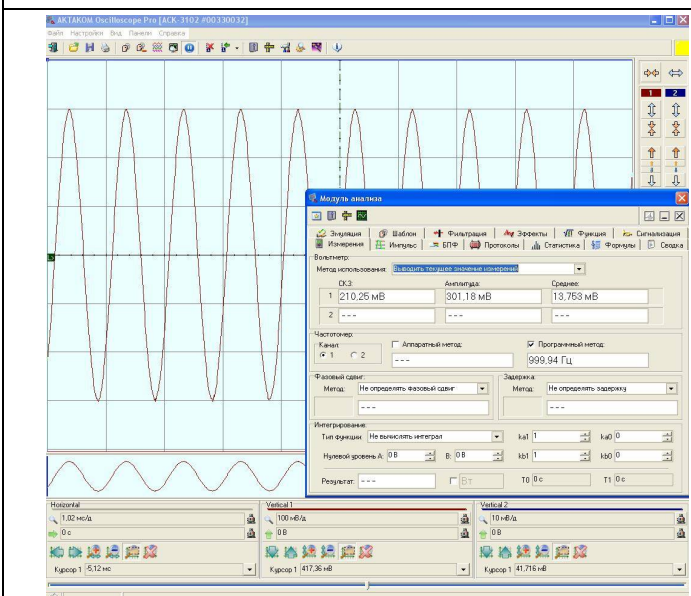 AKTAKOM Oscilloscope Pro [ACK-3102 #00330032]
Файл Настройки Вид Панели Справка
1 2
Модуль анализа
Эмуляция Шаблон Фильтрация Эффекты Функция Сигнализация
Измерения Импульс БПФ Протоколы Статистика Формулы Сводка
Вольтметр:
Метод использования: Выводить текущее значение измерений
СКЗ: Амплитуда: Среднее:
1 210,25 мВ 301,18 мВ 13,753 мВ
2 --- --- ---
Частотомер:
Канал: Аппаратный метод: Программный метод:
1 2 --- 999,94 Гц
Фазовый сдвиг: Задержка:
Метод: Не определять фазовый сдвиг Метод: Не определять задержку
--- ---
Интегрирование:
Тип функции: Не вычислять интеграл ka1 1 ka0 0
Нулевой уровень A: 0 В B: 0 В kb1 1 kb0 0
Результат: --- Вт T0 0 с T1 0 с
Horizontal Vertical 1 Vertical 2
1,02 мс/д 100 мВ/д 10 мВ/д
0 с 0 В 0 В
Курсор 1 -5,12 мс Курсор 1 417,36 мВ Курсор 1 41,716 мВ